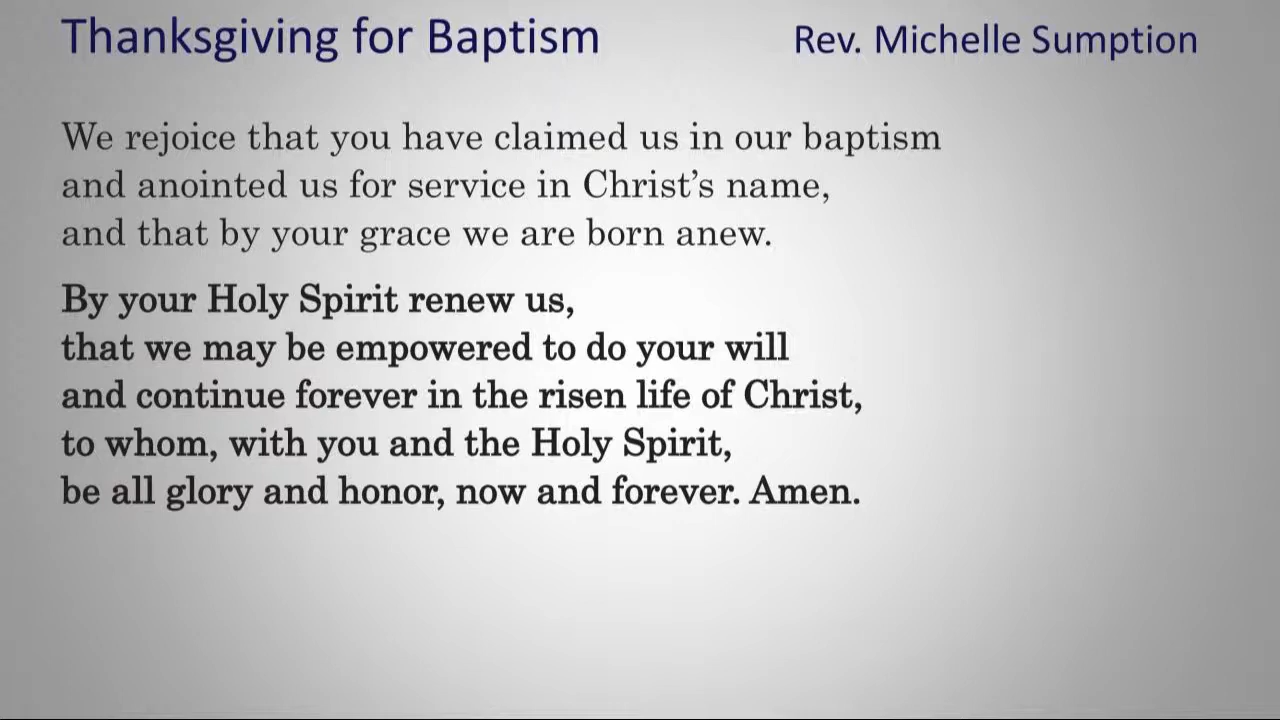 Thanksgiving for Baptism Rev. Michelle Sumption
We rejoice that you have claimed us in our baptism
and anointed us for service in Christ’s name,
and that by your grace we are born anew.
By your Holy Spirit renew us,
that we may be empowered to do your will
and continue forever in the risen life of Christ,
to whom, with you and the Holy Spirit,
be all glory and honor, now and forever. Amen.